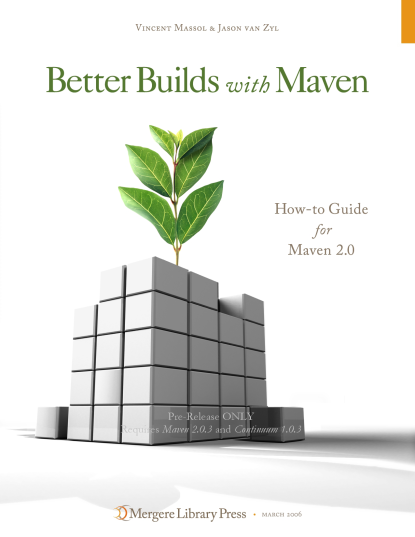 Vincent Massol & Jason van Zyl
Better Builds with Maven
How-to Guide
for
Maven 2.0
Pre-Release ONLY
Requires Maven 2.0.3 and Continuum 1.0.3
Mergere Library Press • March 2006